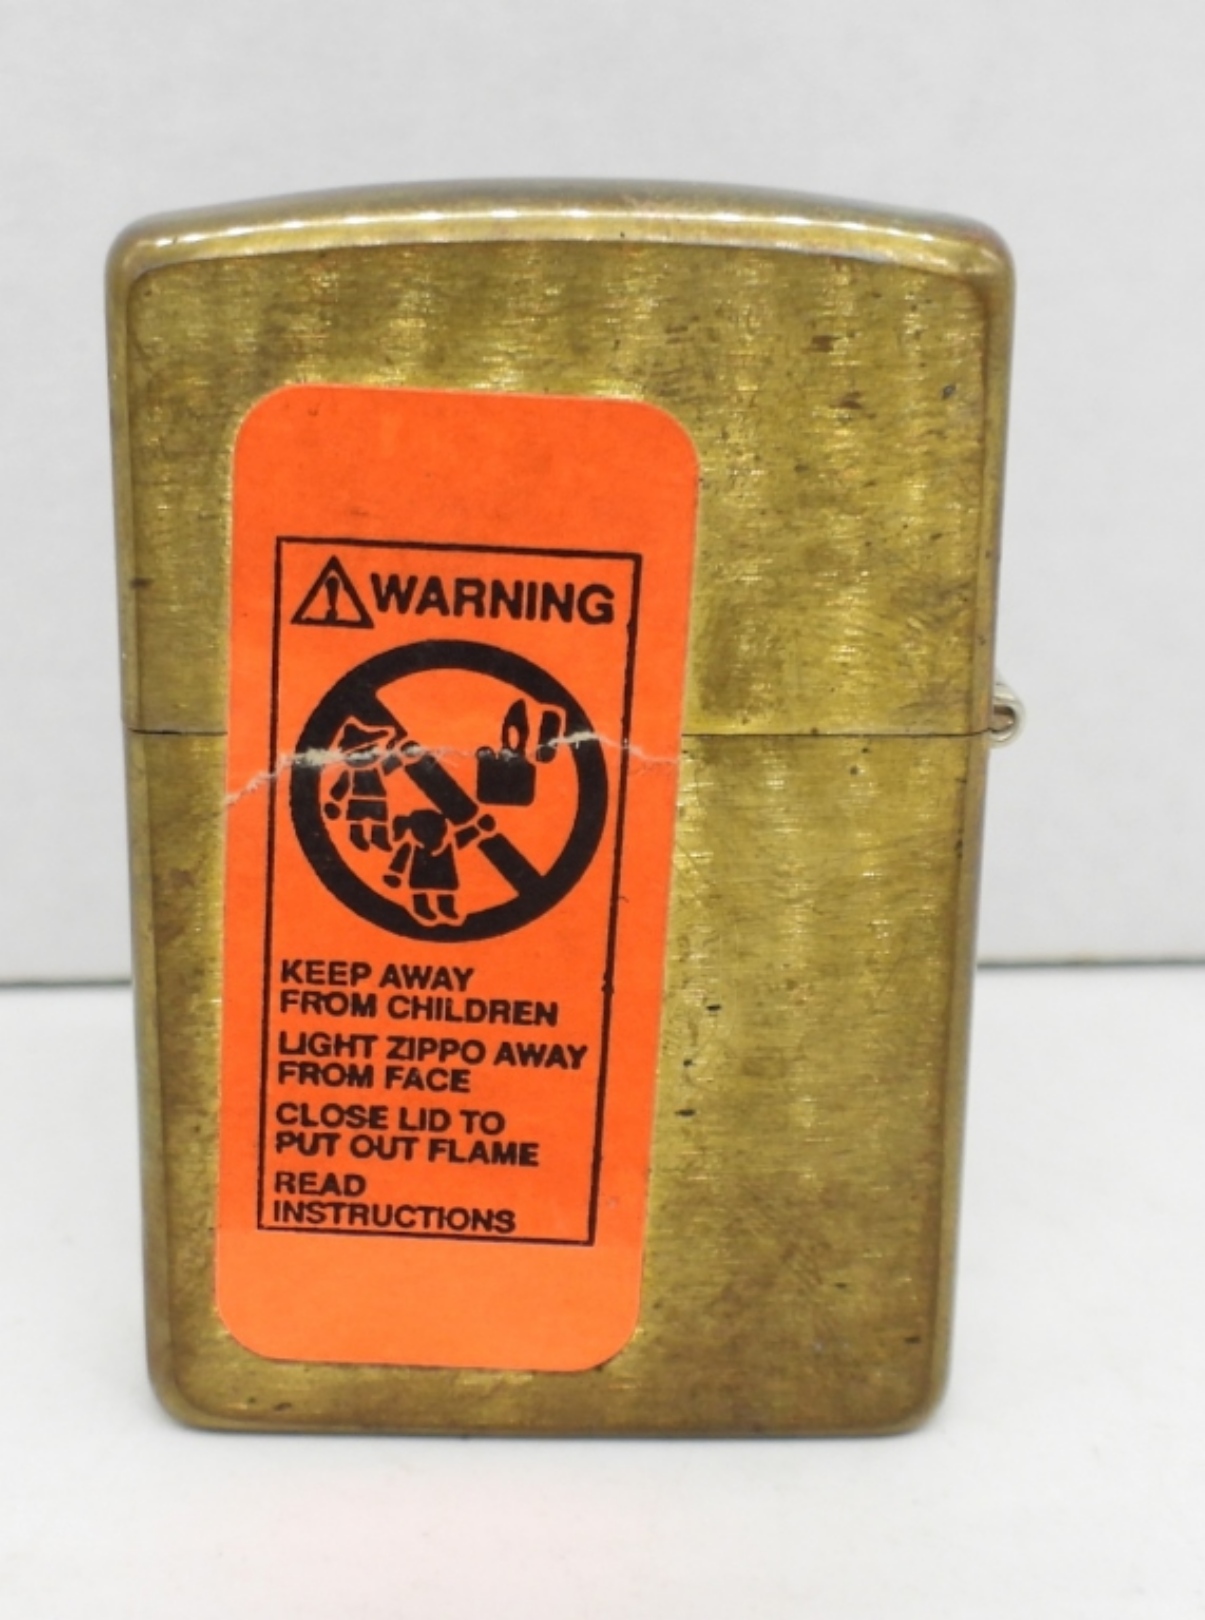 WARNING
KEEP AWAY
FROM CHILDREN
LIGHT ZIPPO AWAY
FROM FACE
CLOSE LID TO
PUT OUT FLAME
READ
INSTRUCTIONS